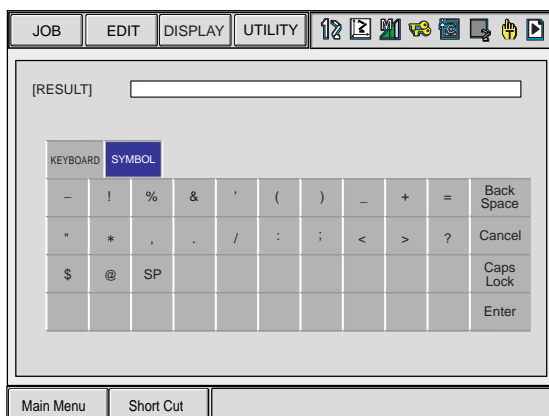 JOB EDIT DISPLAY UTILITY
[RESULT]
KEYBOARD SYMBOL
– ! % & ' ( ) _ + = Back Space
" * , . / : ; < > ? Cancel
$ @ SP Caps Lock
Enter
Main Menu Short Cut